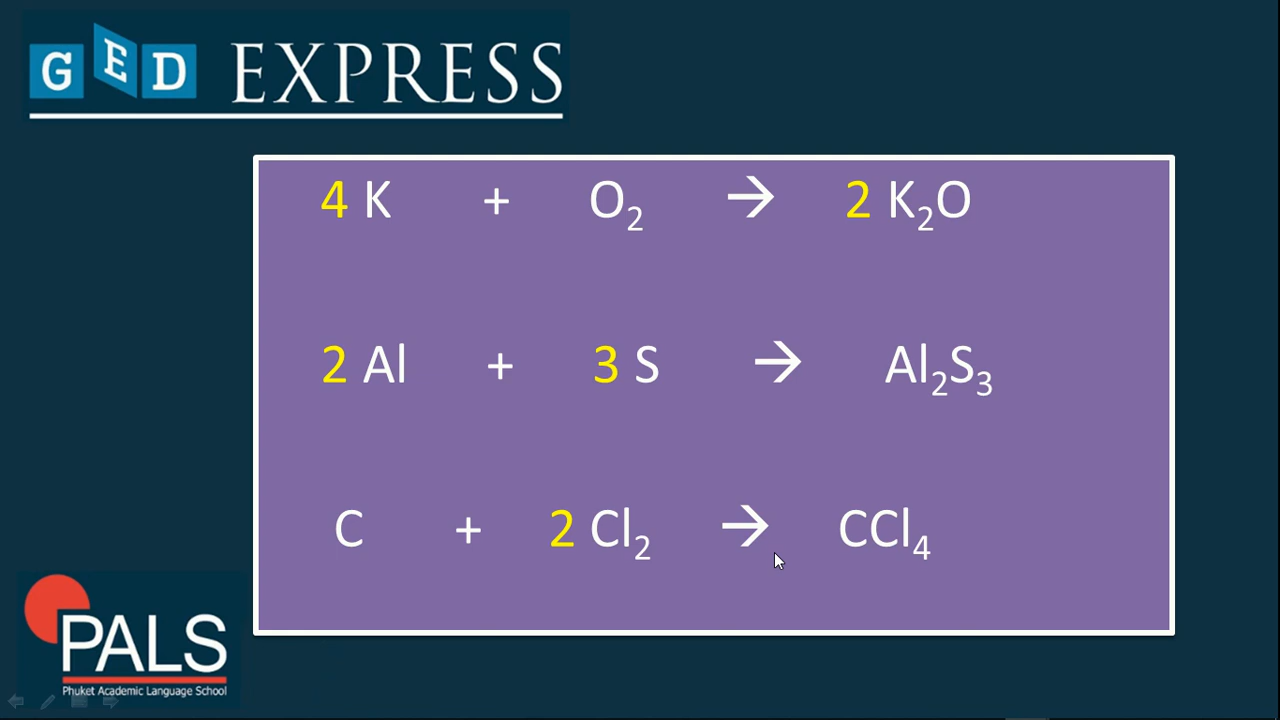 GED EXPRESS
4 K + O₂ → 2 K₂O
2 Al + 3 S → Al₂S₃
C + 2 Cl₂ → CCl₄
PALS
Phuket Academic Language School